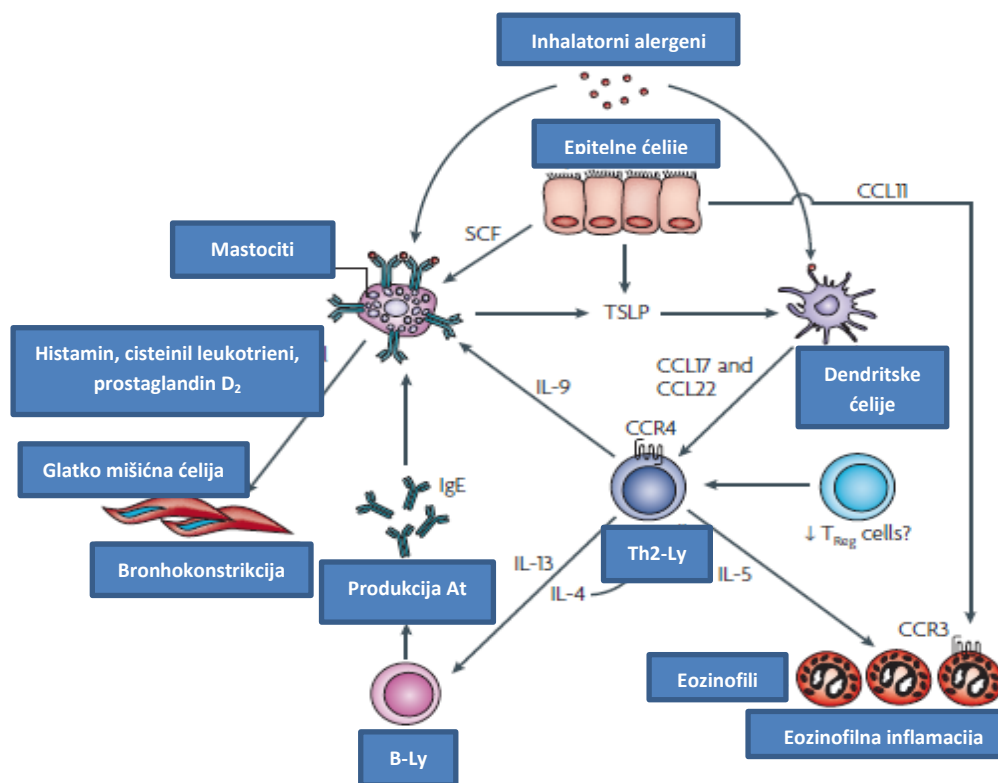 Inhalatorni alergeni
Epitelne ćelije
CCL11
SCF
Mastociti
TSLP
Histamin, cisteinil leukotrieni,
prostaglandin D₂
CCL17 and
CCL22
Dendritske
ćelije
IL-9
CCR4
Glatko mišićna ćelija
IgE
↓ TReg cells?
Bronhokonstrikcija
Produkcija At
IL-13
Th2-Ly
IL-4
IL-5
CCR3
Eozinofili
B-Ly
Eozinofilna inflamacija